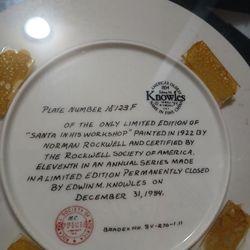 PLATE NUMBER 18123F
OF THE ONLY LIMITED EDITION OF
"SANTA IN HIS WORKSHOP" PAINTED IN 1922 BY
NORMAN ROCKWELL AND CERTIFIED BY
THE ROCKWELL SOCIETY OF AMERICA.
ELEVENTH IN AN ANNUAL SERIES MADE
IN A LIMITED EDITION PERMANENTLY CLOSED
BY EDWIN M. KNOWLES ON
DECEMBER 31, 1984.
Knowles
BRADEX NO. 84-R70-1.11